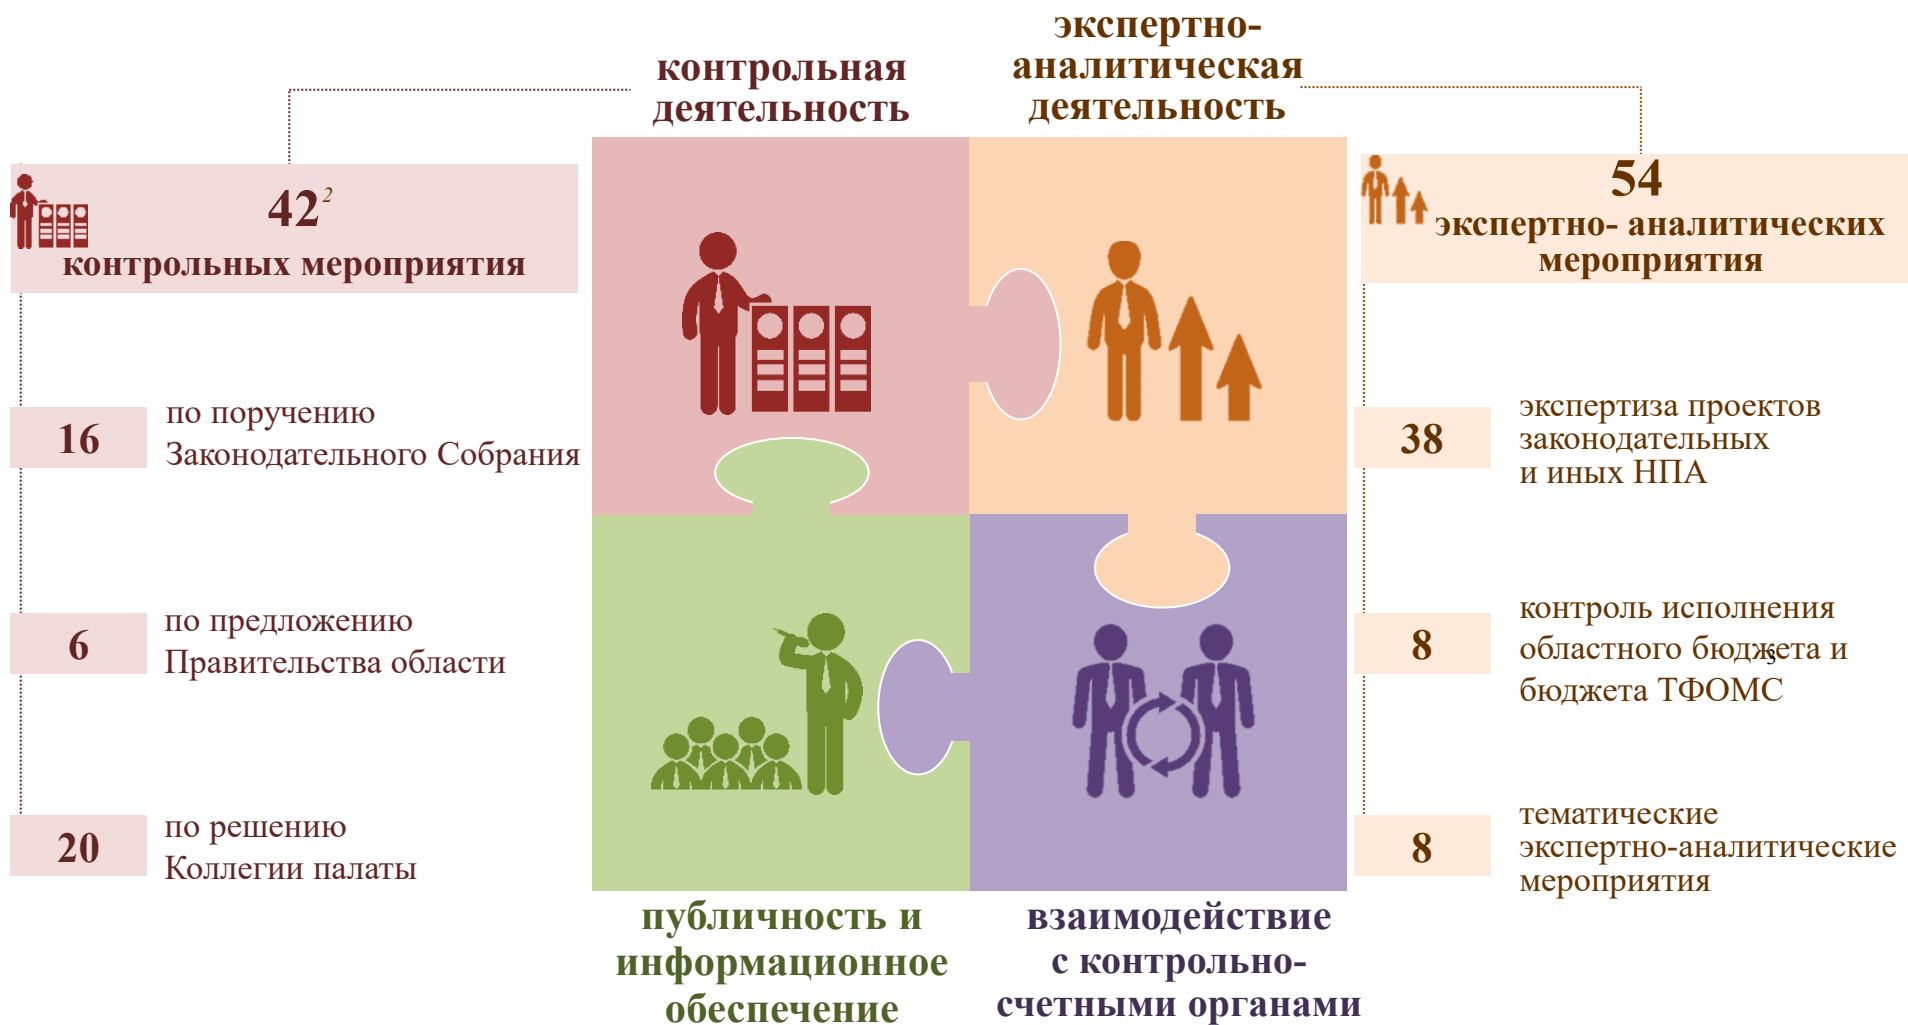 контрольная
деятельность
экспертно-
аналитическая
деятельность
42²
контрольных мероприятия
16
по поручению
Законодательного Собрания
6
по предложению
Правительства области
20
по решению
Коллегии палаты
54
экспертно- аналитических
мероприятия
38
экспертиза проектов
законодательных
и иных НПА
8
контроль исполнения
областного бюджета и
бюджета ТФОМС
3
8
тематические
экспертно-аналитические
мероприятия
публичность и
информационное
обеспечение
взаимодействие
с контрольно-
счетными органами